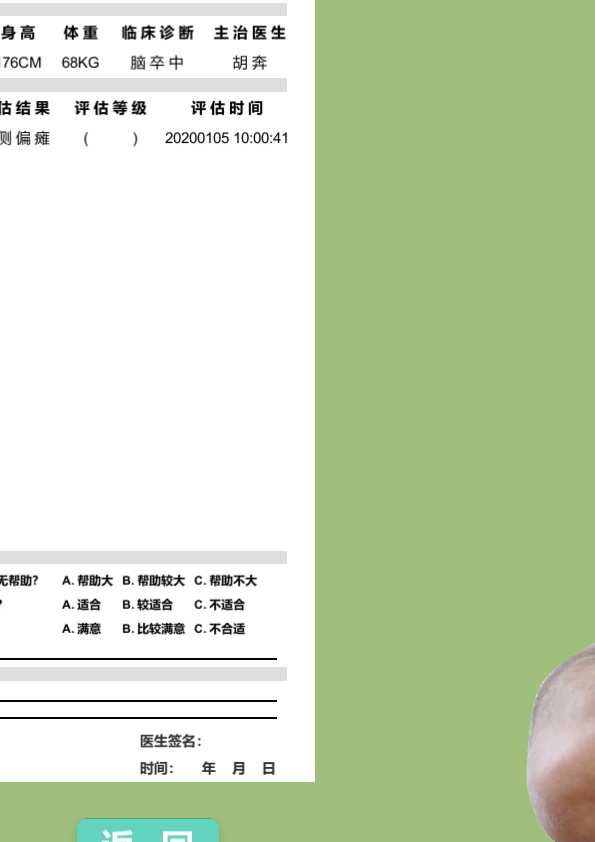 身高 体重 临床诊断 主治医生
176CM 68KG 脑卒中 胡奔
估结果 评估等级 评估时间
侧偏瘫 ( ) 20200105 10:00:41
无帮助? A. 帮助大 B. 帮助较大 C. 帮助不大
? A. 适合 B. 较适合 C. 不适合
A. 满意 B. 比较满意 C. 不合适
医生签名:
时间: 年 月 日
返 回